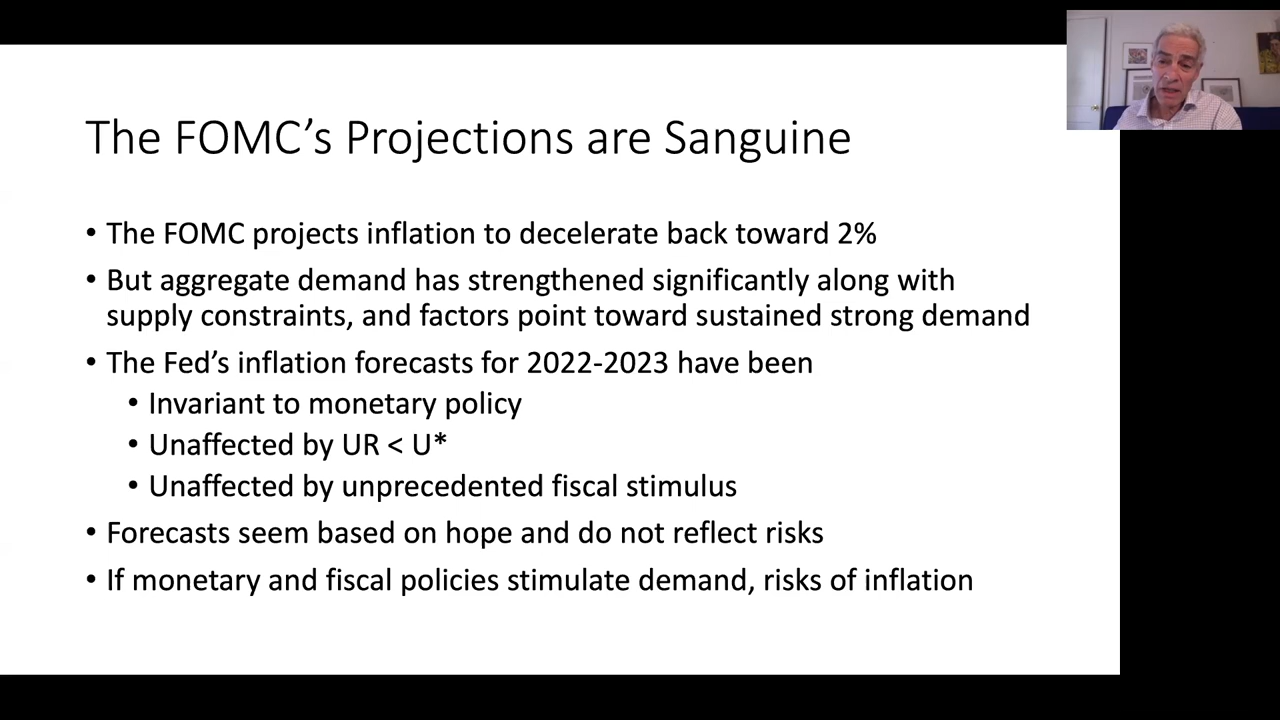 The FOMC’s Projections are Sanguine
• The FOMC projects inflation to decelerate back toward 2%
• But aggregate demand has strengthened significantly along with
supply constraints, and factors point toward sustained strong demand
• The Fed’s inflation forecasts for 2022-2023 have been
• Invariant to monetary policy
• Unaffected by UR < U*
• Unaffected by unprecedented fiscal stimulus
• Forecasts seem based on hope and do not reflect risks
• If monetary and fiscal policies stimulate demand, risks of inflation